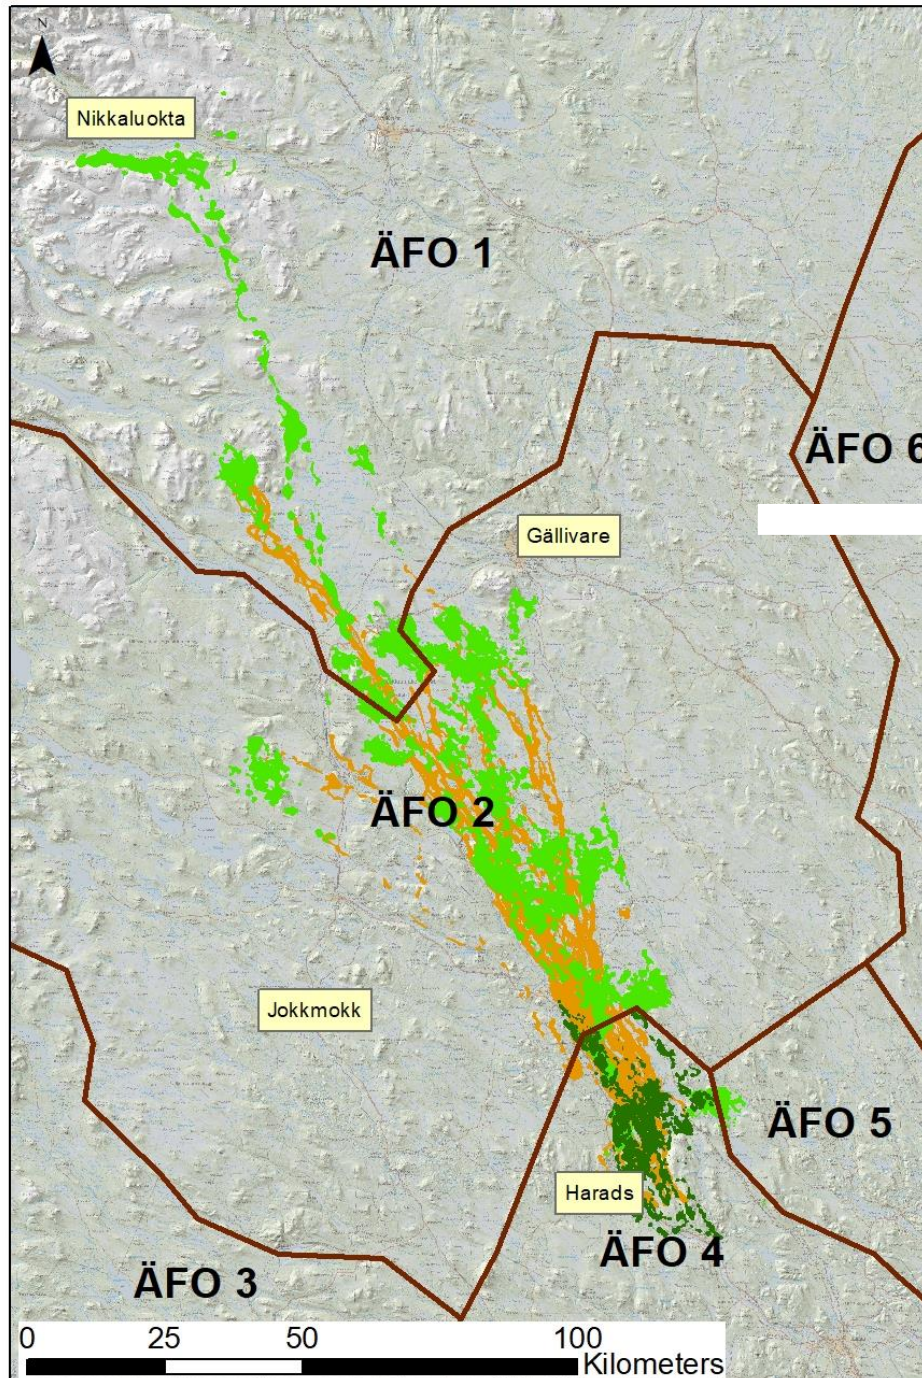 N
Nikkaluokta
ÄFO 1
ÄFO 6
Gällivare
ÄFO 2
Jokkmokk
ÄFO 5
Harads
ÄFO 4
ÄFO 3
0 25 50 100
Kilometers